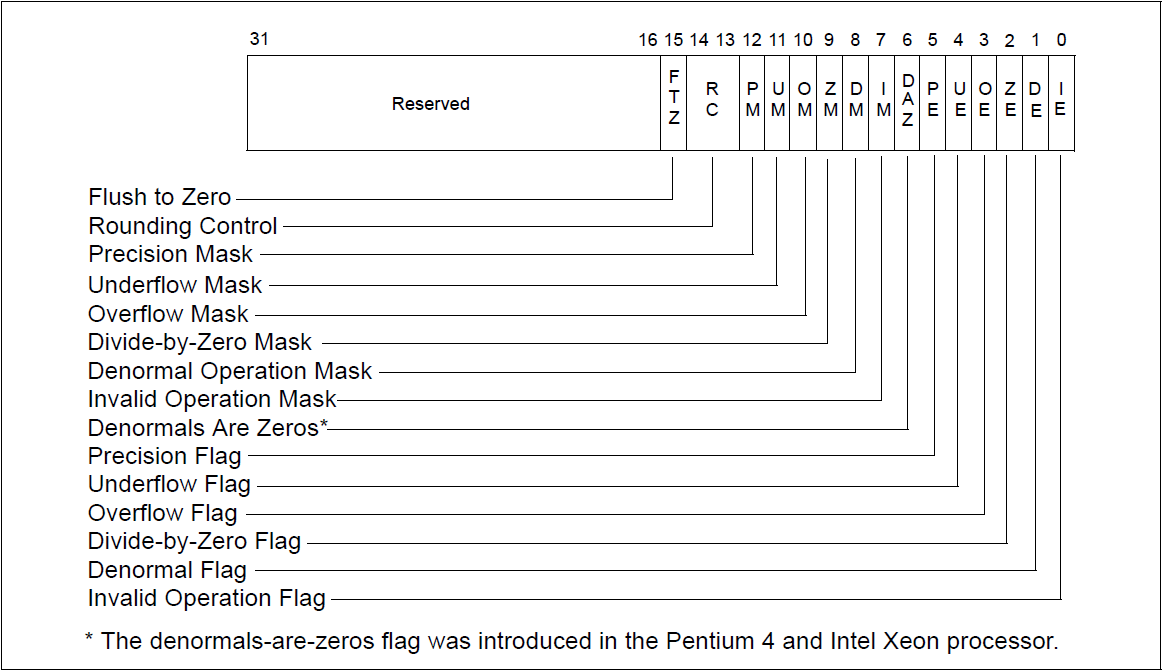 31 16 15 14 13 12 11 10 9 8 7 6 5 4 3 2 1 0
Reserved FTZ RC PM UM OM ZM DM IM DAZ PE UE OE ZE DE IE
Flush to Zero
Rounding Control
Precision Mask
Underflow Mask
Overflow Mask
Divide-by-Zero Mask
Denormal Operation Mask
Invalid Operation Mask
Denormals Are Zeros*
Precision Flag
Underflow Flag
Overflow Flag
Divide-by-Zero Flag
Denormal Flag
Invalid Operation Flag
* The denormals-are-zeros flag was introduced in the Pentium 4 and Intel Xeon processor.